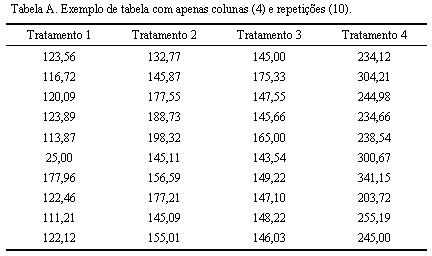 Tabela A. Exemplo de tabela com apenas colunas (4) e repetições (10).
Tratamento 1 Tratamento 2 Tratamento 3 Tratamento 4
123,56 132,77 145,00 234,12
116,72 145,87 175,33 304,21
120,09 177,55 147,55 244,98
123,89 188,73 145,66 234,66
113,87 198,32 165,00 238,54
25,00 145,11 143,54 300,67
177,96 156,59 149,22 341,15
122,46 177,21 147,10 203,72
111,21 145,09 148,22 255,19
122,12 155,01 146,03 245,00